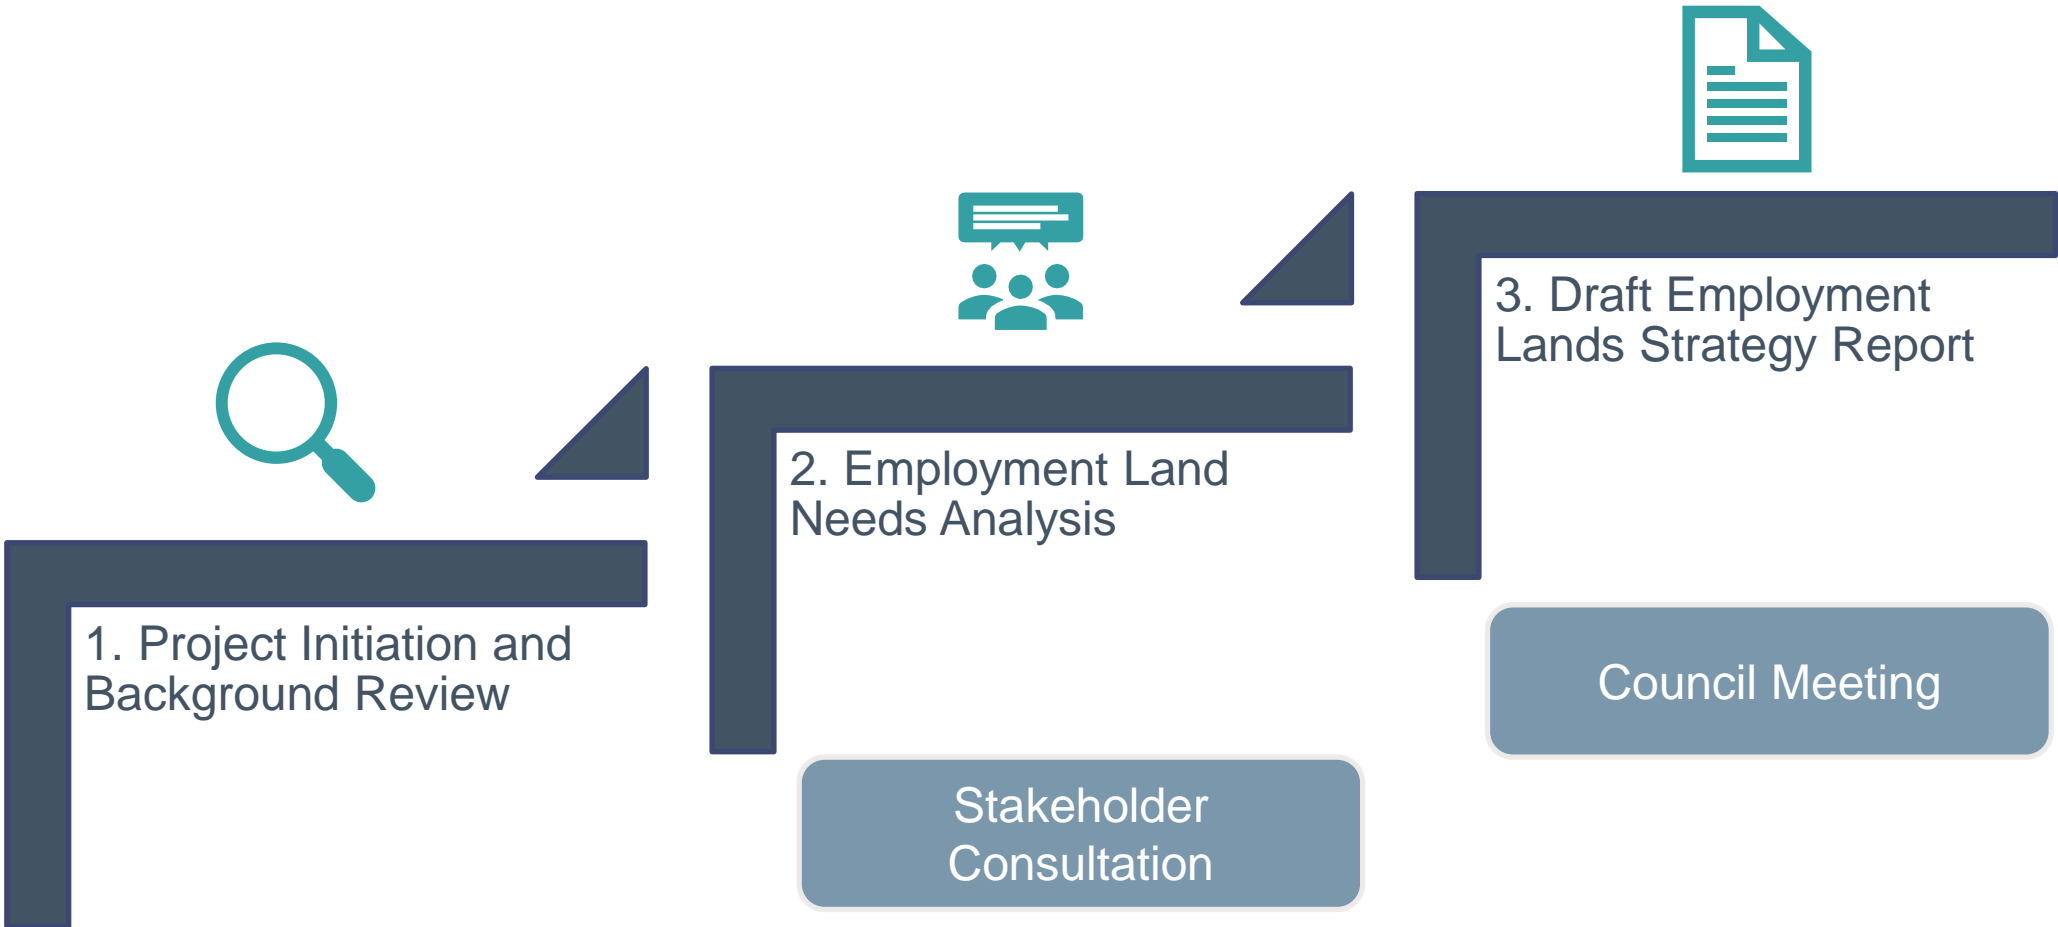 1. Project Initiation and
Background Review
2. Employment Land
Needs Analysis
Stakeholder
Consultation
3. Draft Employment
Lands Strategy Report
Council Meeting